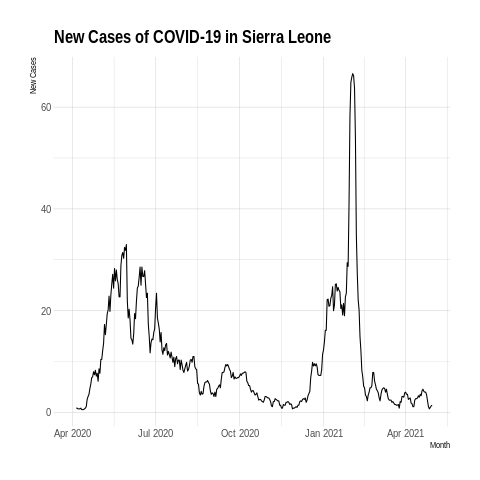 New Cases of COVID-19 in Sierra Leone
New Cases
60
40
20
0
Apr 2020 Jul 2020 Oct 2020 Jan 2021 Apr 2021
Month